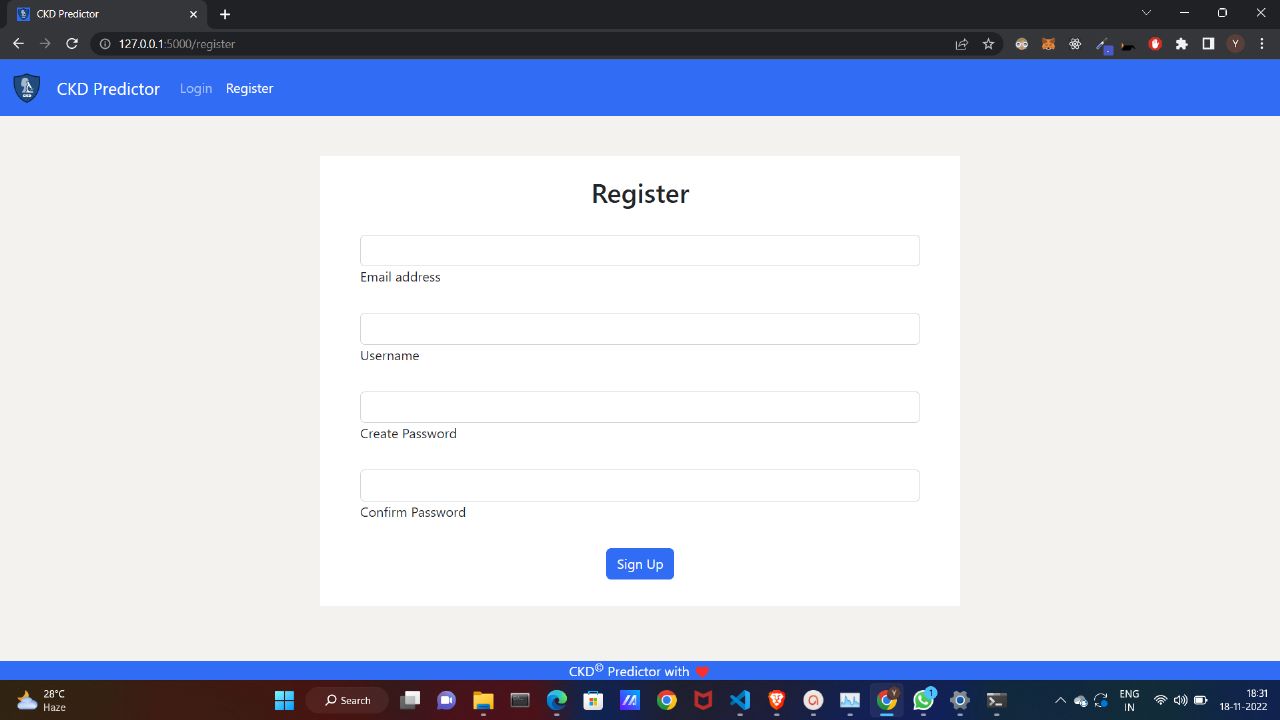 CKD Predictor
127.0.0.1:5000/register
Y
CKD Predictor Login Register
Register
Email address
Username
Create Password
Confirm Password
Sign Up
CKD© Predictor with
28°C
Haze
Search
Y
1
ENG
IN
18:31
18-11-2022